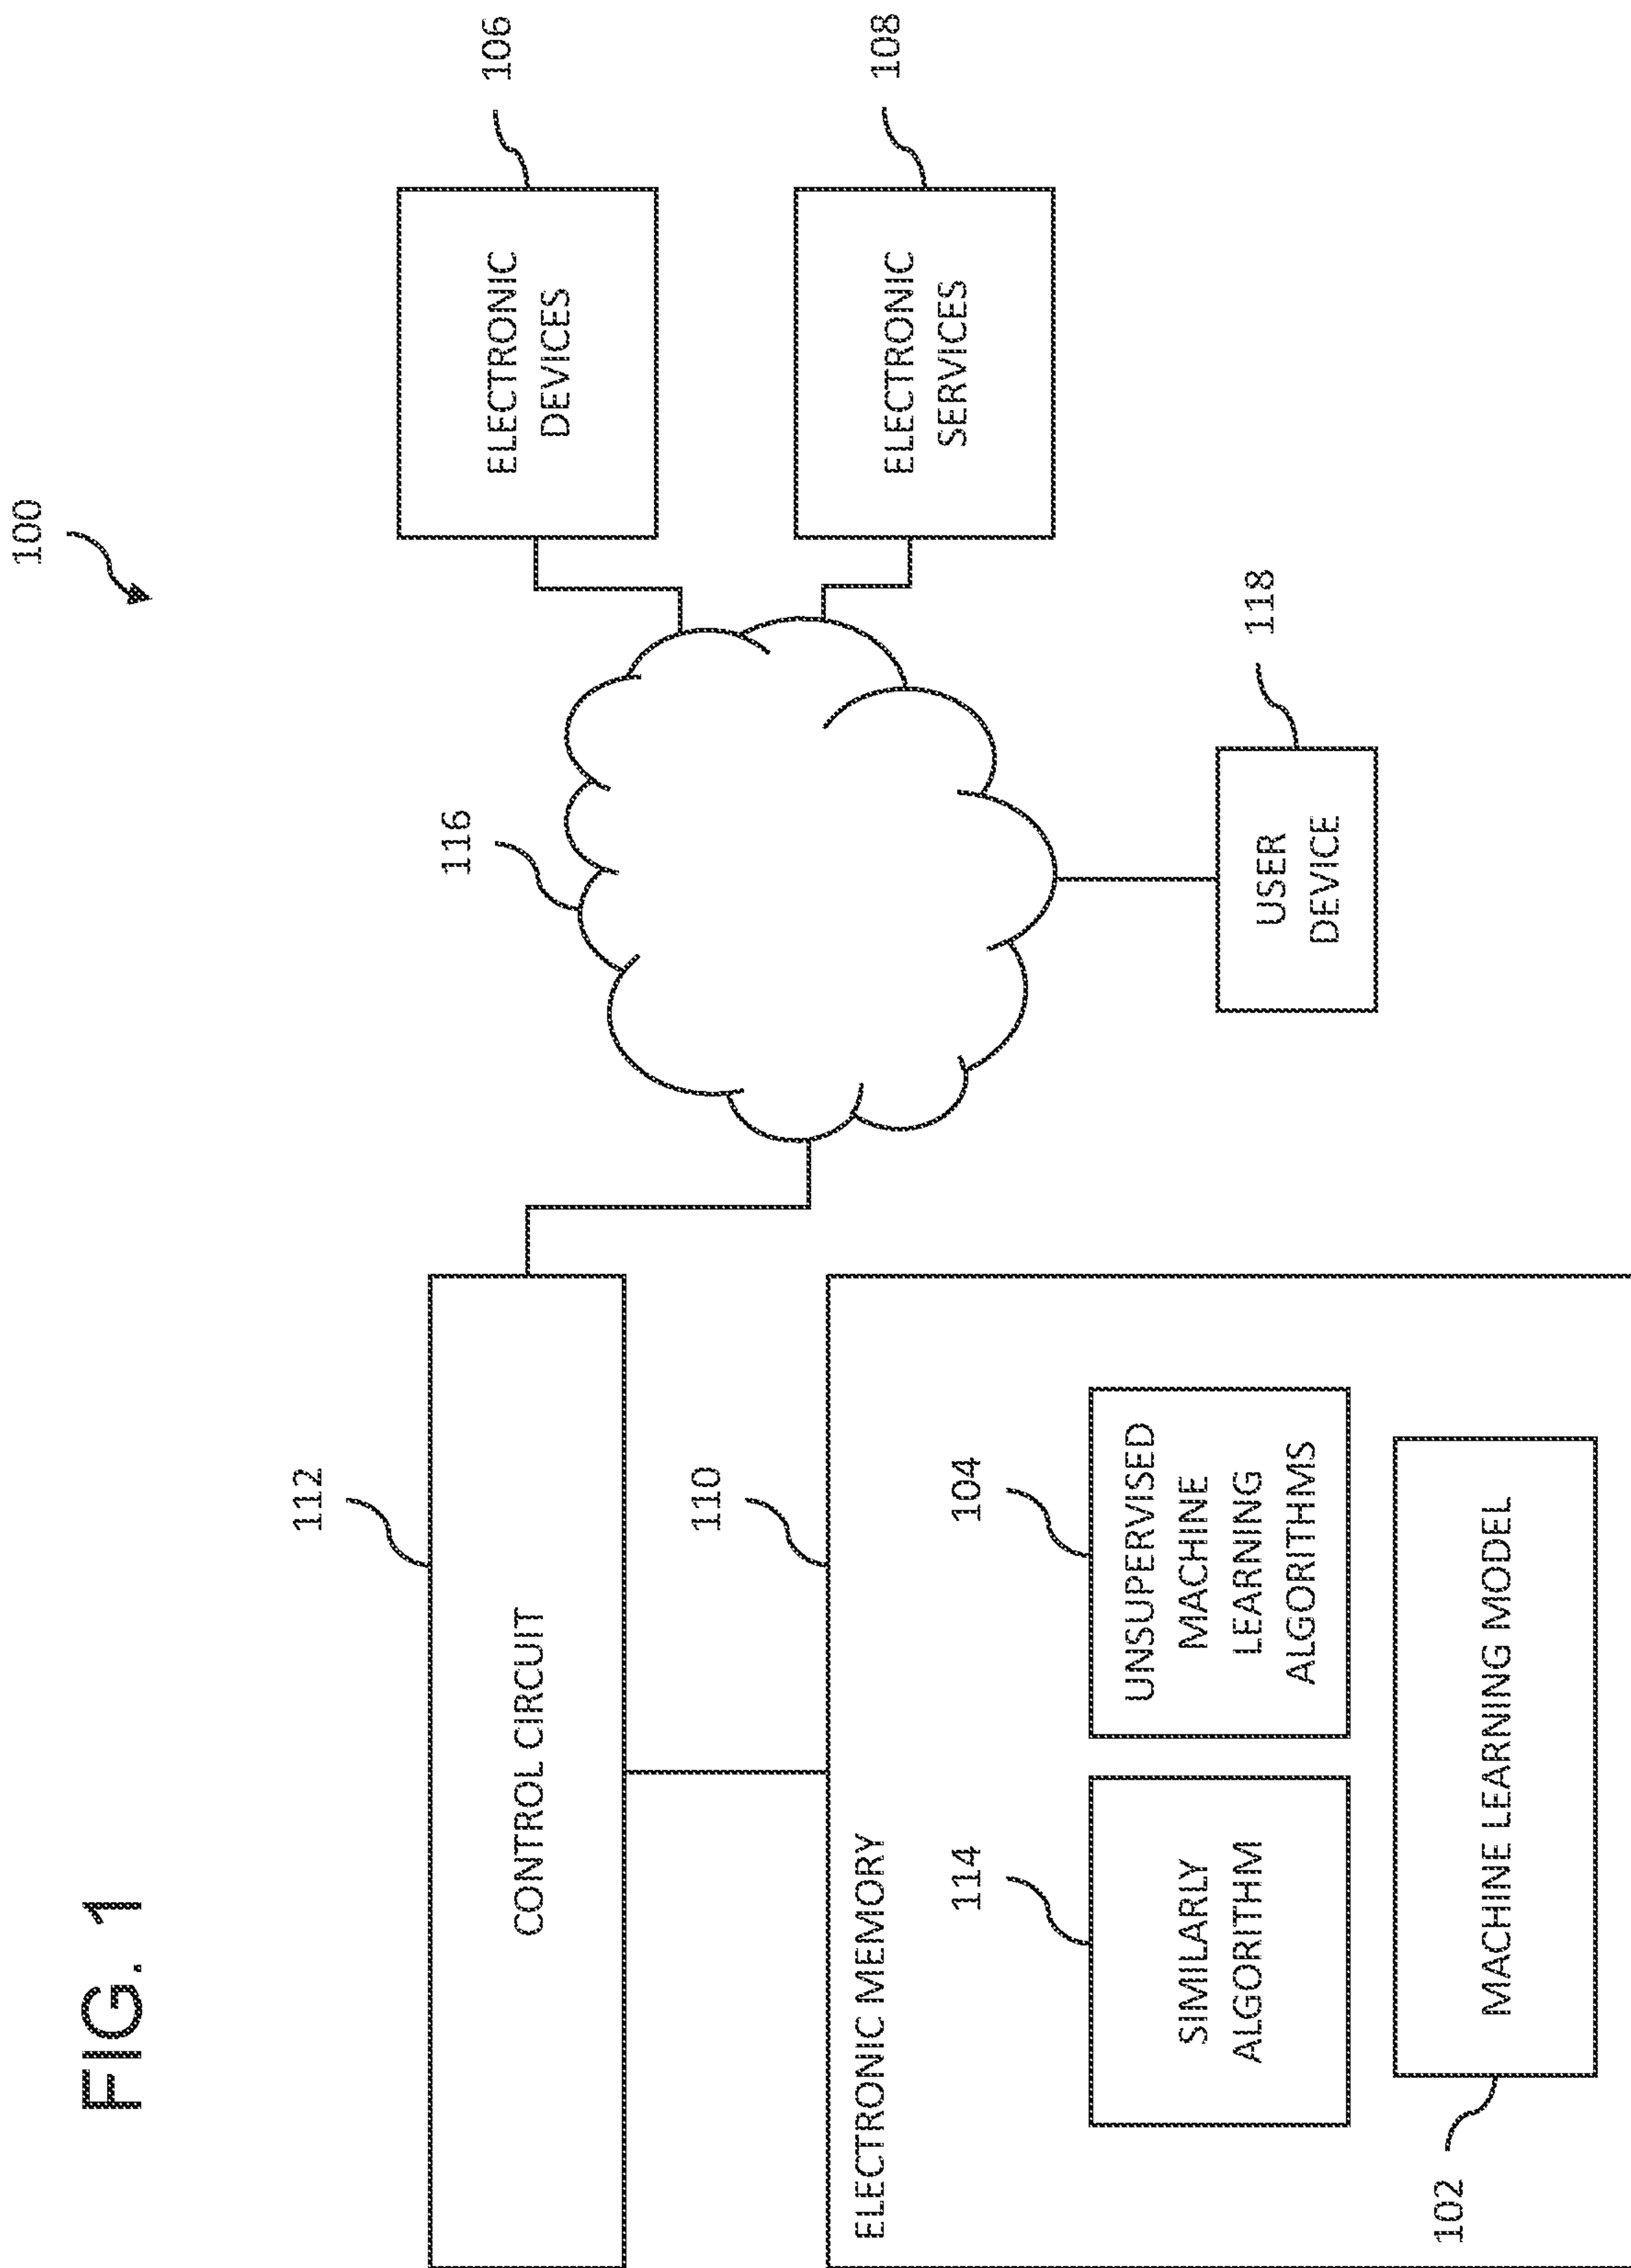 FIG. 1
100
112
CONTROL CIRCUIT
116
106
ELECTRONIC
DEVICES
108
ELECTRONIC
SERVICES
110
ELECTRONIC MEMORY
114
SIMILARLY
ALGORITHM
104
UNSUPERVISED
MACHINE
LEARNING
ALGORITHMS
102
MACHINE LEARNING MODEL
118
USER
DEVICE